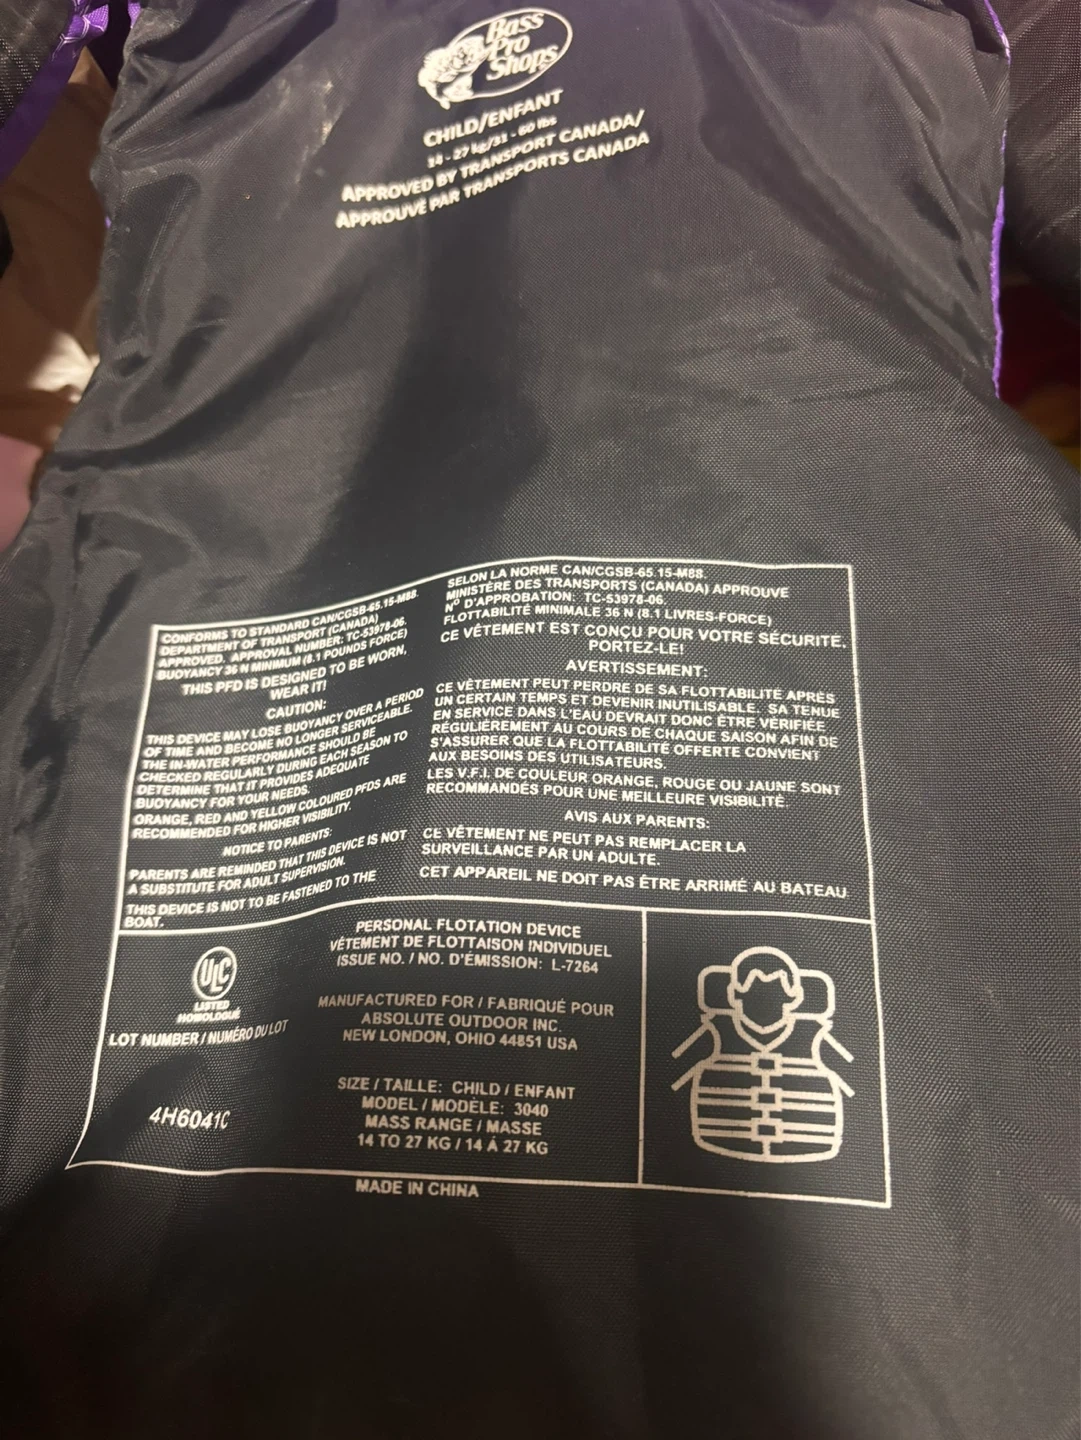 Bass
Pro
Shops
CHILD/ENFANT
14 - 27 kg/31 - 60 lbs
APPROVED BY TRANSPORT CANADA/
APPROUVÉ PAR TRANSPORTS CANADA
CONFORMS TO STANDARD CAN/CGSB-65.15-M88.
DEPARTMENT OF TRANSPORT (CANADA)
APPROVED. APPROVAL NUMBER: TC-53978-06.
BUOYANCY 36 N MINIMUM (8.1 POUNDS FORCE)
THIS PFD IS DESIGNED TO BE WORN,
WEAR IT!
CAUTION:
THIS DEVICE MAY LOSE BUOYANCY OVER A PERIOD
OF TIME AND BECOME NO LONGER SERVICEABLE.
THE IN-WATER PERFORMANCE SHOULD BE
CHECKED REGULARLY DURING EACH SEASON TO
DETERMINE THAT IT PROVIDES ADEQUATE
BUOYANCY FOR YOUR NEEDS.
ORANGE, RED AND YELLOW COLOURED PFDS ARE
RECOMMENDED FOR HIGHER VISIBILITY.
NOTICE TO PARENTS:
PARENTS ARE REMINDED THAT THIS DEVICE IS NOT
A SUBSTITUTE FOR ADULT SUPERVISION.
THIS DEVICE IS NOT TO BE FASTENED TO THE
BOAT.
SELON LA NORME CAN/CGSB-65.15-M88.
MINISTÈRE DES TRANSPORTS (CANADA) APPROUVE
Nº D'APPROBATION: TC-53978-06.
FLOTTABILITÉ MINIMALE 36 N (8.1 LIVRES-FORCE)
CE VÊTEMENT EST CONÇU POUR VOTRE SÉCURITÉ.
PORTEZ-LE!
AVERTISSEMENT:
CE VÊTEMENT PEUT PERDRE DE SA FLOTTABILITÉ APRÈS
UN CERTAIN TEMPS ET DEVENIR INUTILISABLE. SA TENUE
EN SERVICE DANS L'EAU DEVRAIT DONC ÊTRE VÉRIFIÉE
RÉGULIÈREMENT AU COURS DE CHAQUE SAISON AFIN DE
S'ASSURER QUE LA FLOTTABILITÉ OFFERTE CONVIENT
AUX BESOINS DES UTILISATEURS.
LES V.F.I. DE COULEUR ORANGE, ROUGE OU JAUNE SONT
RECOMMANDÉS POUR UNE MEILLEURE VISIBILITÉ.
AVIS AUX PARENTS:
CE VÊTEMENT NE PEUT PAS REMPLACER LA
SURVEILLANCE PAR UN ADULTE.
CET APPAREIL NE DOIT PAS ÊTRE ARRIMÉ AU BATEAU
ULC
LISTED
HOMOLOGUÉ
LOT NUMBER / NUMÉRO DU LOT
4H6041C
PERSONAL FLOTATION DEVICE
VÊTEMENT DE FLOTTAISON INDIVIDUEL
ISSUE NO. / NO. D'ÉMISSION: L-7264
MANUFACTURED FOR / FABRIQUÉ POUR
ABSOLUTE OUTDOOR INC.
NEW LONDON, OHIO 44851 USA
SIZE / TAILLE: CHILD / ENFANT
MODEL / MODÈLE: 3040
MASS RANGE / MASSE
14 TO 27 KG / 14 À 27 KG
MADE IN CHINA